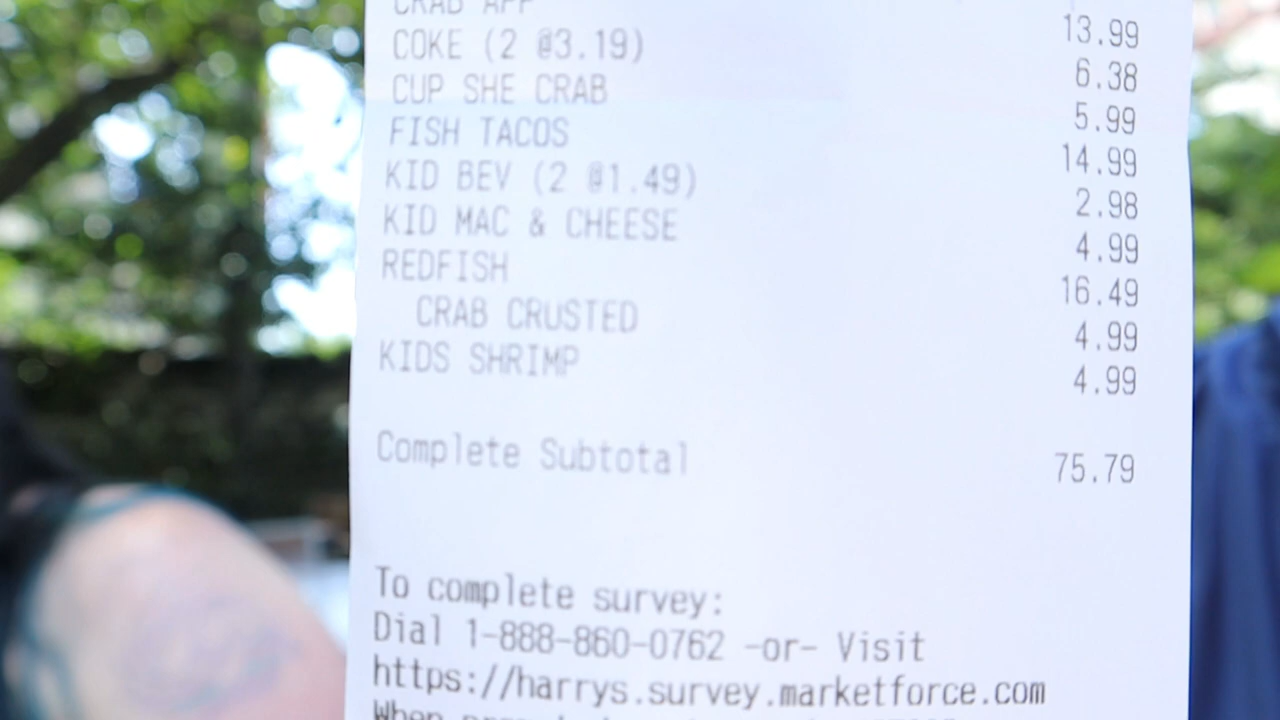 CRAB APP 13.99
COKE (2 @3.19) 6.38
CUP SHE CRAB 5.99
FISH TACOS 14.99
KID BEV (2 @1.49) 2.98
KID MAC & CHEESE 4.99
REDFISH 16.49
CRAB CRUSTED 4.99
KIDS SHRIMP 4.99
Complete Subtotal 75.79
To complete survey:
Dial 1-888-860-0762 -or- Visit
https://harrys.survey.marketforce.com
When